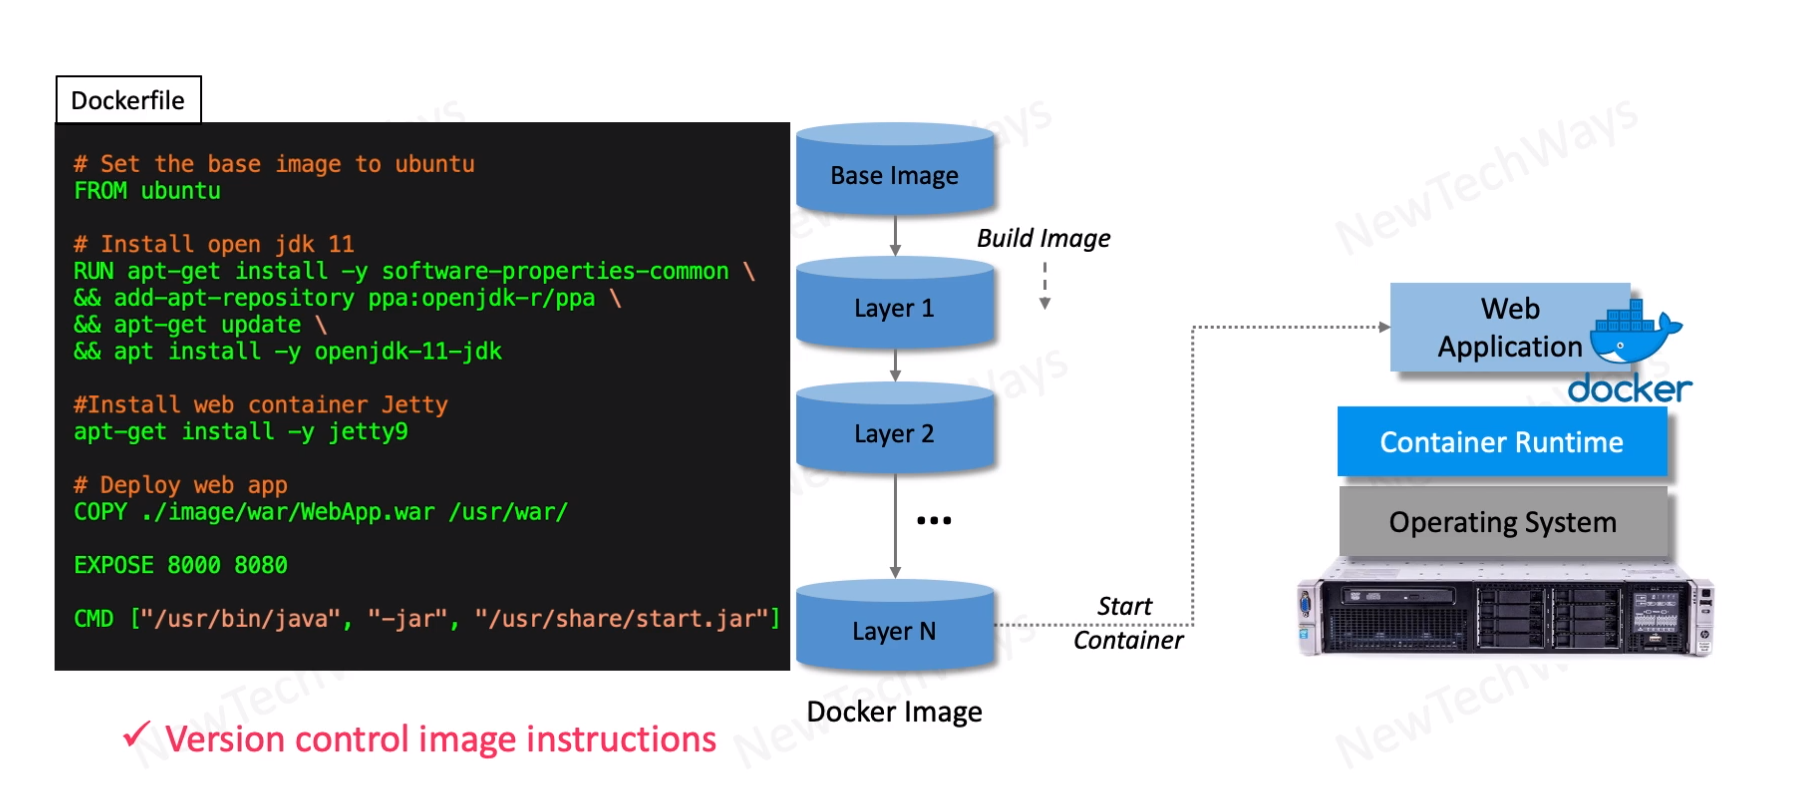 Dockerfile
# Set the base image to ubuntu
FROM ubuntu
# Install open jdk 11
RUN apt-get install -y software-properties-common \
&& add-apt-repository ppa:openjdk-r/ppa \
&& apt-get update \
&& apt install -y openjdk-11-jdk
#Install web container Jetty
apt-get install -y jetty9
# Deploy web app
COPY ./image/war/WebApp.war /usr/war/
EXPOSE 8000 8080
CMD ["/usr/bin/java", "-jar", "/usr/share/start.jar"]
Version control image instructions
Base Image
Build Image
Layer 1
Layer 2
...
Layer N
Docker Image
Start
Container
Web
Application
docker
Container Runtime
Operating System
NewTechWays
NewTechWays